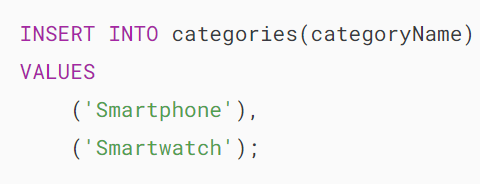 INSERT INTO categories(categoryName)
VALUES
    ('Smartphone'),
    ('Smartwatch');